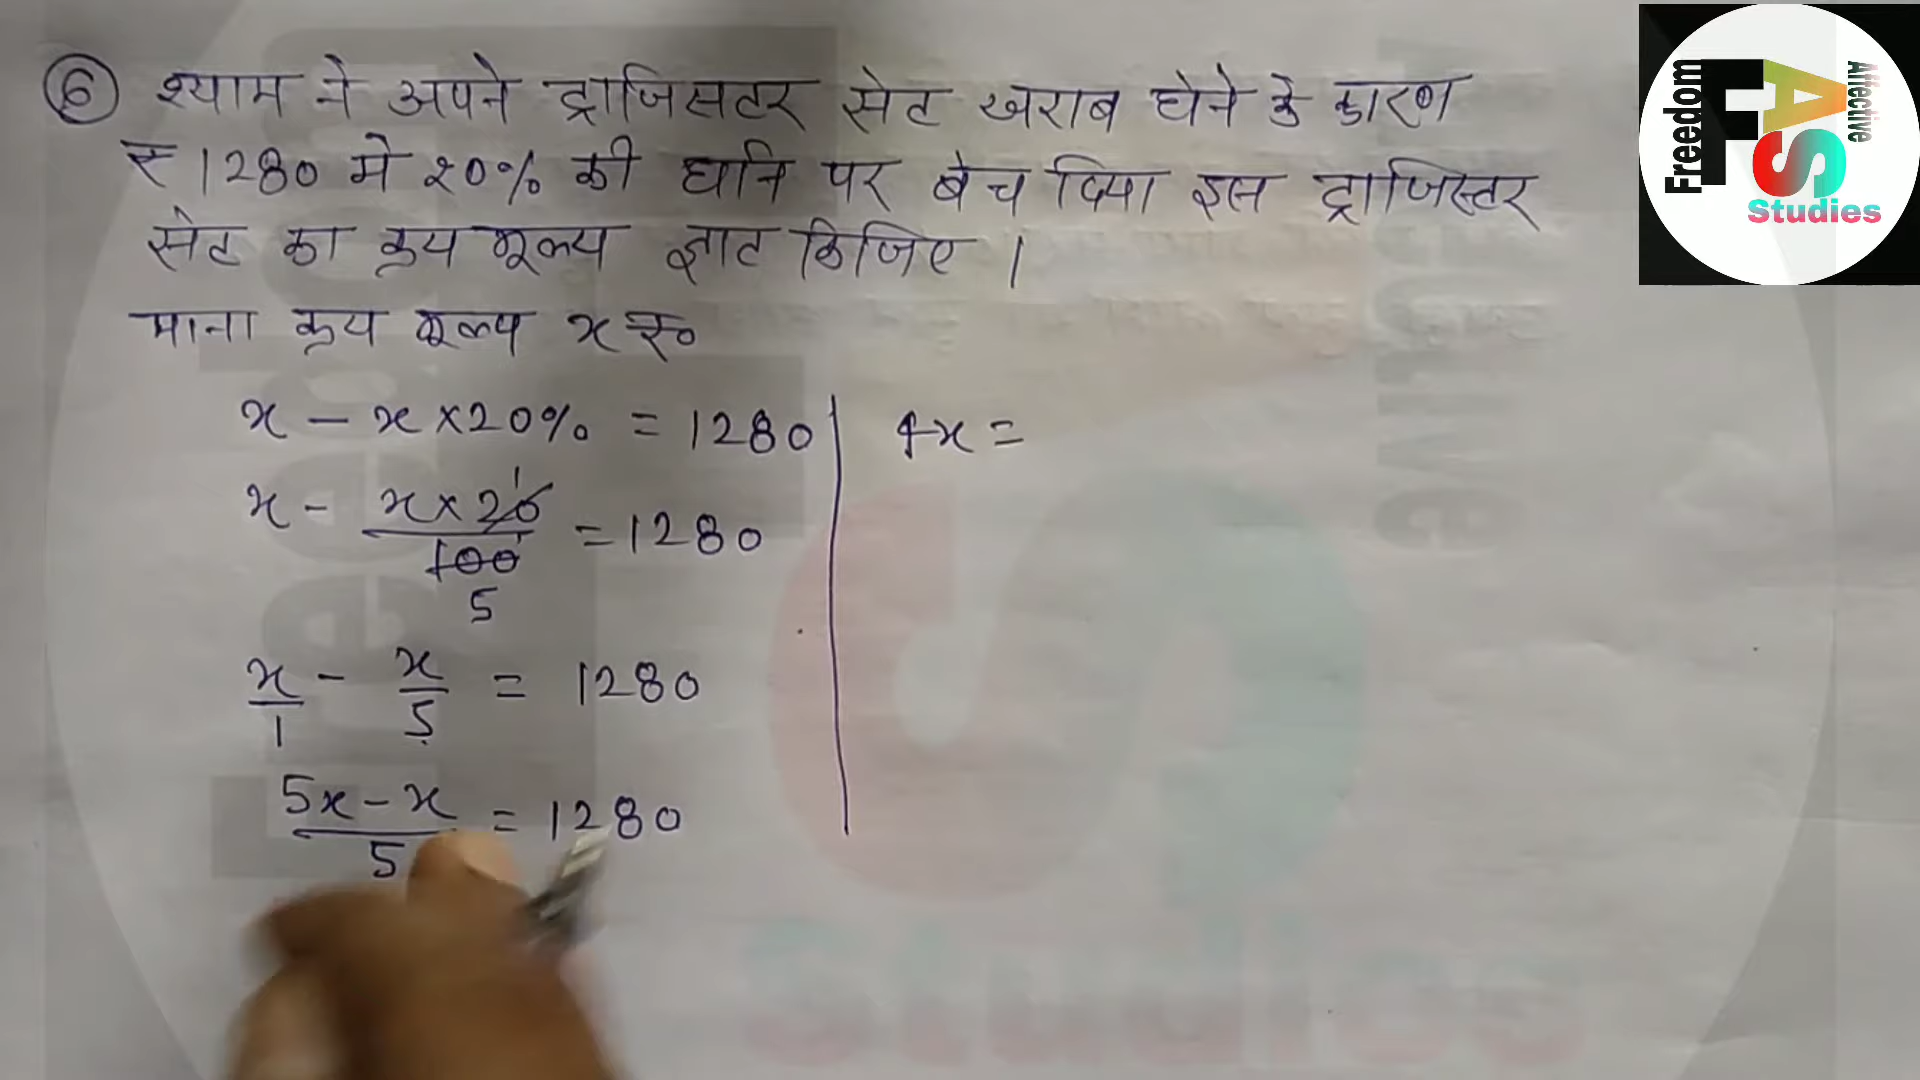 ⑥ श्याम ने अपने ट्राजिसटर सेट खराब होने के कारण
₹ 1280 मे २०% की हानि पर बेच दिया इस ट्राजिस्टर
सेट का क्रय मूल्य ज्ञाट किजिए ।
माना क्रय मूल्य x रु०
x - x×20% = 1280
x - x×20/100 = 1280
1
5
x/1 - x/5 = 1280
5x-x/5 = 1280
4x =
Freedom
Affective
FAS
Studies